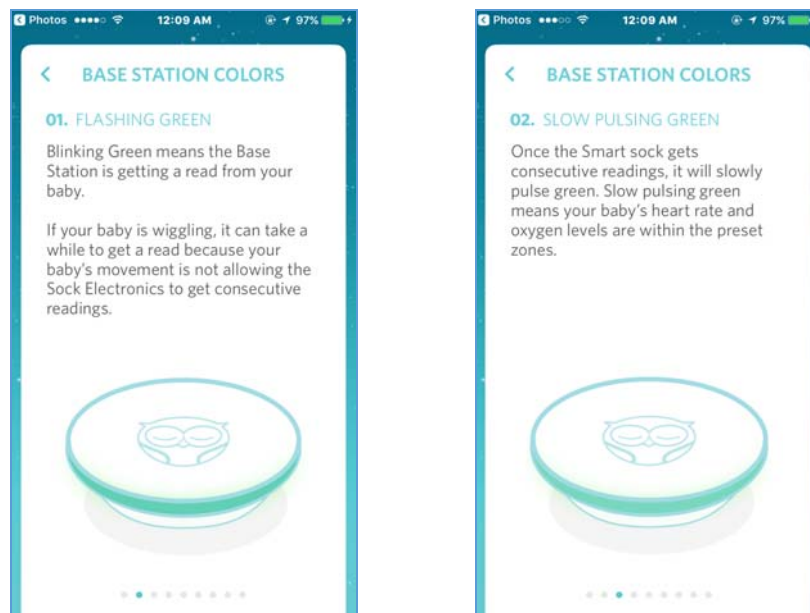 Photos 12:09 AM 97%
BASE STATION COLORS
01. FLASHING GREEN
Blinking Green means the Base
Station is getting a read from your
baby.
If your baby is wiggling, it can take a
while to get a read because your
baby's movement is not allowing the
Sock Electronics to get consecutive
readings.
Photos 12:09 AM 97%
BASE STATION COLORS
02. SLOW PULSING GREEN
Once the Smart sock gets
consecutive readings, it will slowly
pulse green. Slow pulsing green
means your baby's heart rate and
oxygen levels are within the preset
zones.